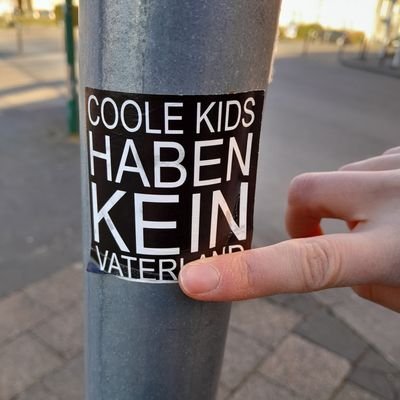 COOLE KIDS
HABEN
KEIN
VATERLAND